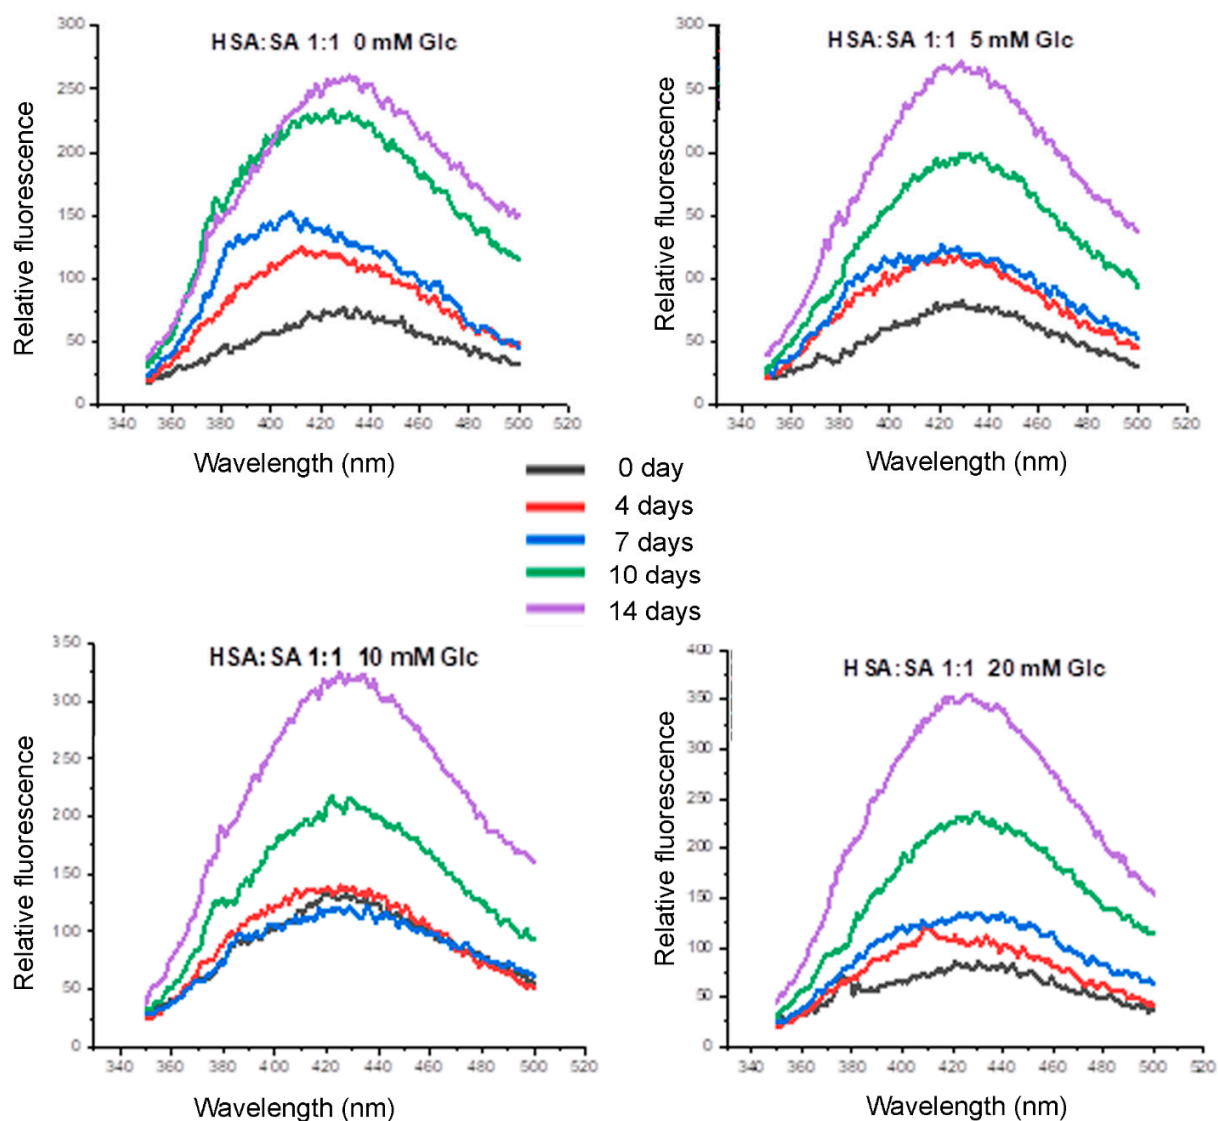 HSA:SA 1:1 0 mM Glc
Relative fluorescence
300
250
200
150
100
50
0
340 360 380 400 420 440 460 480 500 520
Wavelength (nm)
HSA:SA 1:1 5 mM Glc
Relative fluorescence
300
50
00
50
00
50
0
340 360 380 400 420 440 460 480 500 520
Wavelength (nm)
0 day
4 days
7 days
10 days
14 days
HSA:SA 1:1 10 mM Glc
Relative fluorescence
350
300
250
200
150
100
50
0
340 360 380 400 420 440 460 480 500 520
Wavelength (nm)
HSA:SA 1:1 20 mM Glc
Relative fluorescence
400
350
300
250
200
150
100
50
0
340 360 380 400 420 440 460 480 500 520
Wavelength (nm)